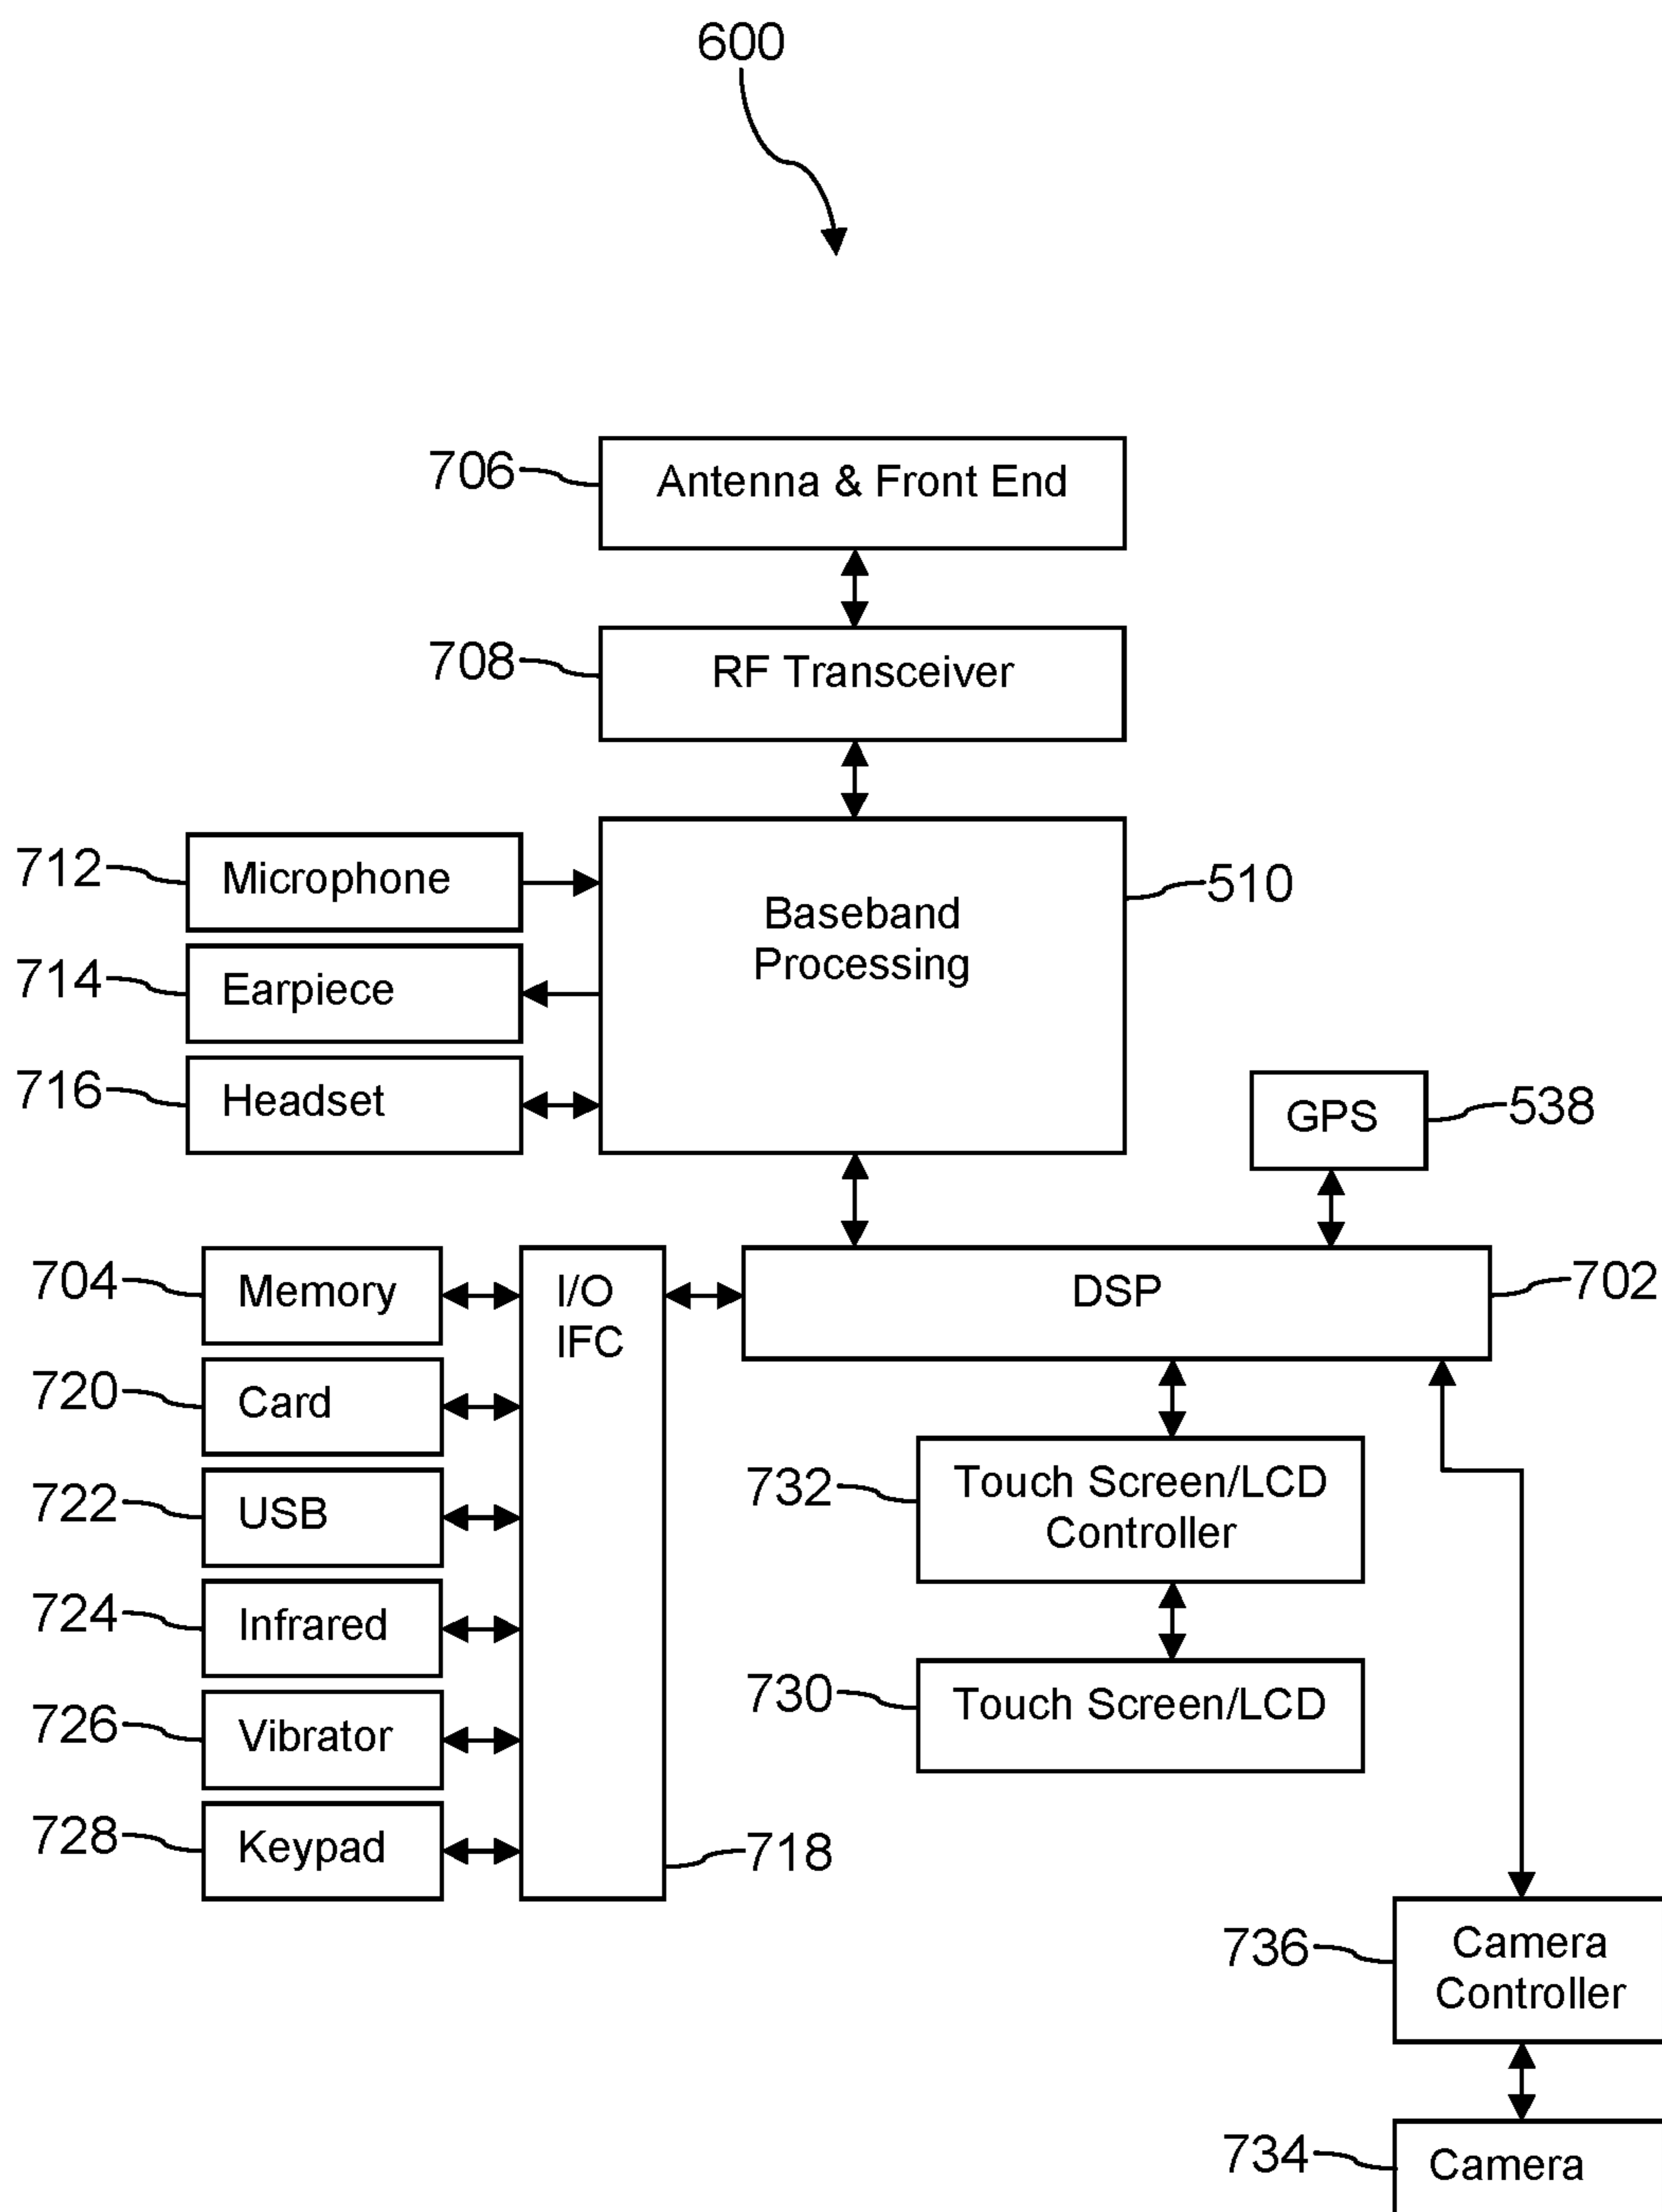 600
706
Antenna & Front End
708
RF Transceiver
712
Microphone
Baseband
Processing
510
714
Earpiece
716
Headset
GPS
538
704
Memory
I/O
IFC
DSP
702
720
Card
722
USB
732
Touch Screen/LCD
Controller
724
Infrared
730
Touch Screen/LCD
726
Vibrator
728
Keypad
718
736
Camera
Controller
734
Camera